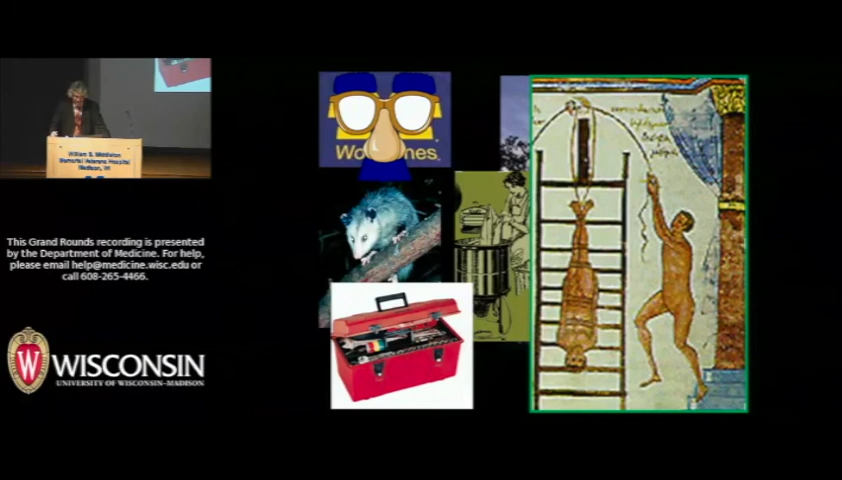 William S. Middleton
Memorial Veterans Hospital
Madison, WI
This Grand Rounds recording is presented
by the Department of Medicine. For help,
please email help@medicine.wisc.edu or
call 608-265-4466.
W WISCONSIN
UNIVERSITY OF WISCONSIN–MADISON